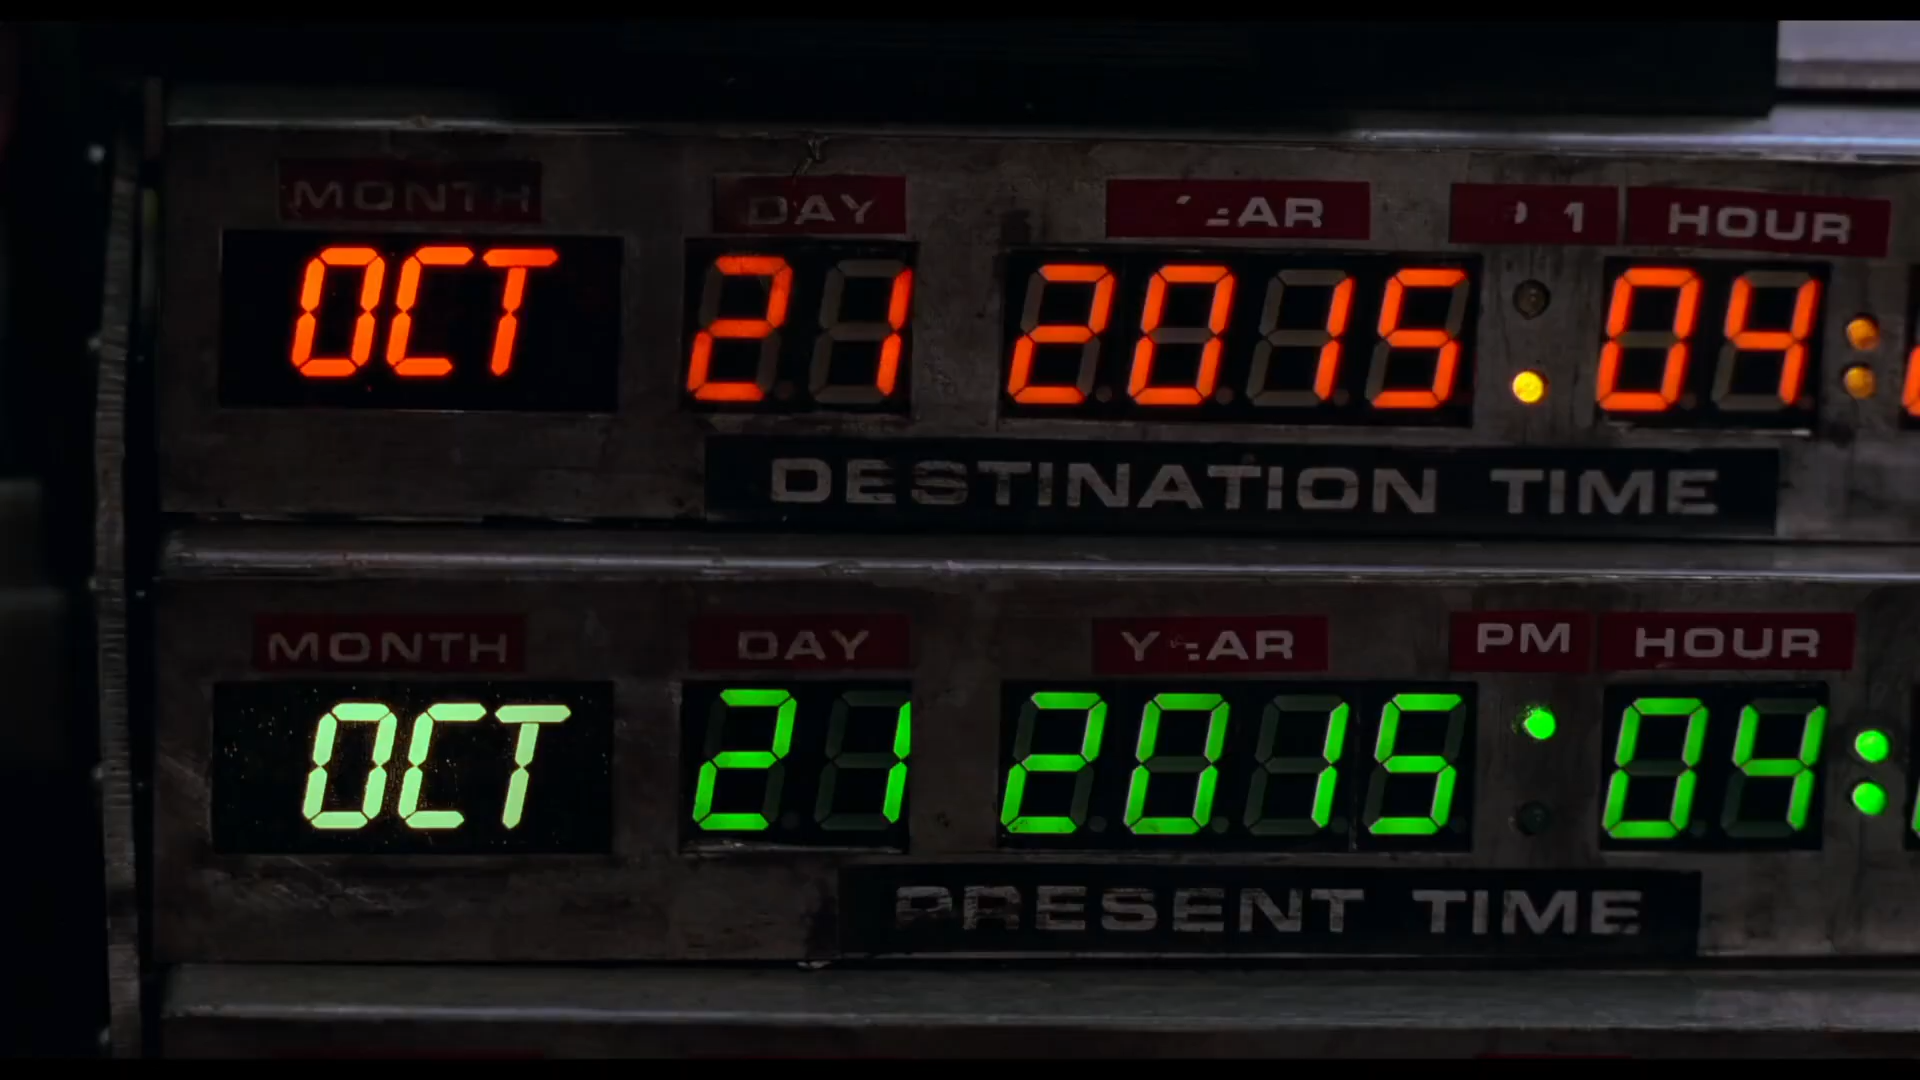 MONTH DAY HOUR
OCT 21 2015 04:
DESTINATION TIME
MONTH DAY YEAR PM HOUR
OCT 21 2015 04:
PRESENT TIME